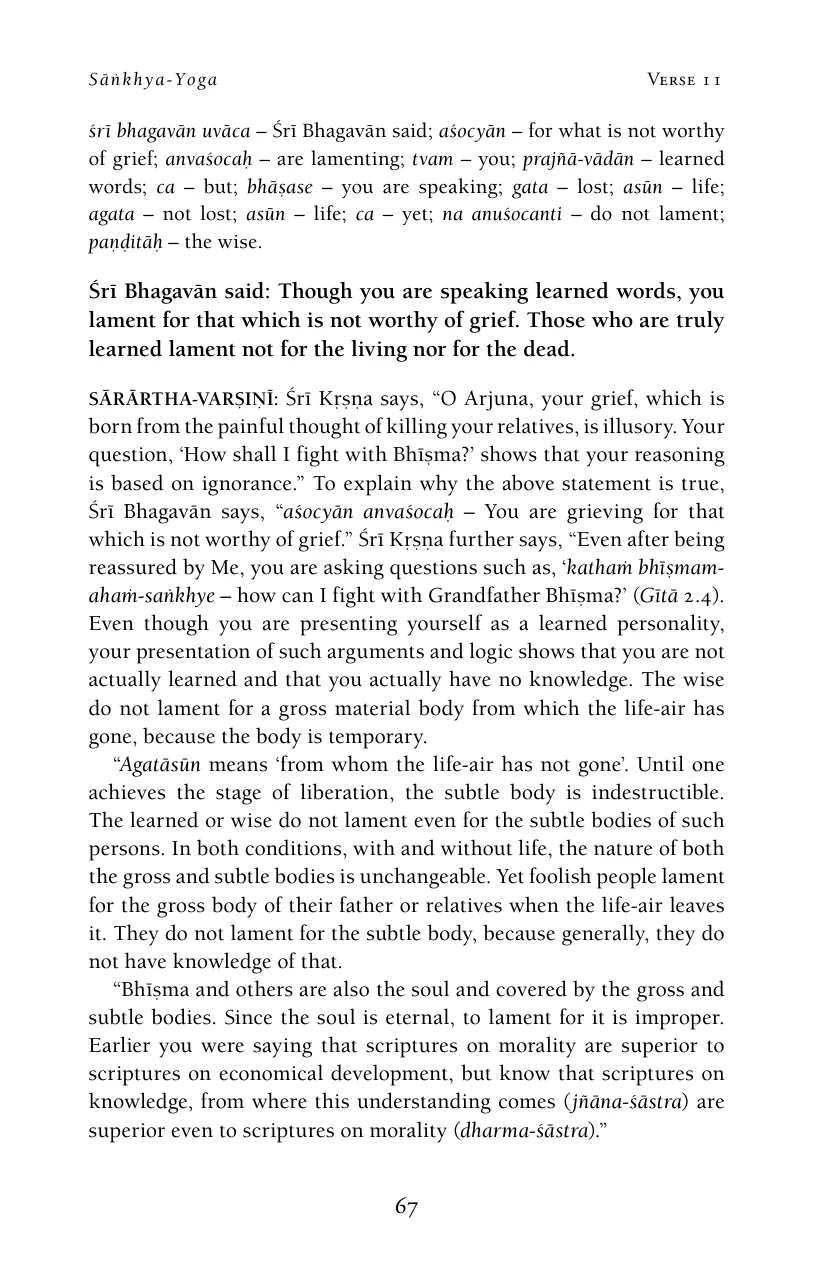 Sāṅkhya-Yoga
Verse 11
śrī bhagavān uvāca – Śrī Bhagavān said; aśocyān – for what is not worthy
of grief; anvaśocaḥ – are lamenting; tvam – you; prajñā-vādān – learned
words; ca – but; bhāṣase – you are speaking; gata – lost; asūn – life;
agata – not lost; asūn – life; ca – yet; na anuśocanti – do not lament;
paṇḍitāḥ – the wise.
Śrī Bhagavān said: Though you are speaking learned words, you
lament for that which is not worthy of grief. Those who are truly
learned lament not for the living nor for the dead.
SĀRĀRTHA-VARṢIṆĪ: Śrī Kṛṣṇa says, “O Arjuna, your grief, which is
born from the painful thought of killing your relatives, is illusory. Your
question, ‘How shall I fight with Bhīṣma?’ shows that your reasoning
is based on ignorance.” To explain why the above statement is true,
Śrī Bhagavān says, “aśocyān anvaśocaḥ – You are grieving for that
which is not worthy of grief.” Śrī Kṛṣṇa further says, “Even after being
reassured by Me, you are asking questions such as, ‘kathaṁ bhīṣmam-
ahaṁ-saṅkhye – how can I fight with Grandfather Bhīṣma?’ (Gītā 2.4).
Even though you are presenting yourself as a learned personality,
your presentation of such arguments and logic shows that you are not
actually learned and that you actually have no knowledge. The wise
do not lament for a gross material body from which the life-air has
gone, because the body is temporary.
“Agatāsūn means ‘from whom the life-air has not gone’. Until one
achieves the stage of liberation, the subtle body is indestructible.
The learned or wise do not lament even for the subtle bodies of such
persons. In both conditions, with and without life, the nature of both
the gross and subtle bodies is unchangeable. Yet foolish people lament
for the gross body of their father or relatives when the life-air leaves
it. They do not lament for the subtle body, because generally, they do
not have knowledge of that.
“Bhīṣma and others are also the soul and covered by the gross and
subtle bodies. Since the soul is eternal, to lament for it is improper.
Earlier you were saying that scriptures on morality are superior to
scriptures on economical development, but know that scriptures on
knowledge, from where this understanding comes (jñāna-śāstra) are
superior even to scriptures on morality (dharma-śāstra).”
67